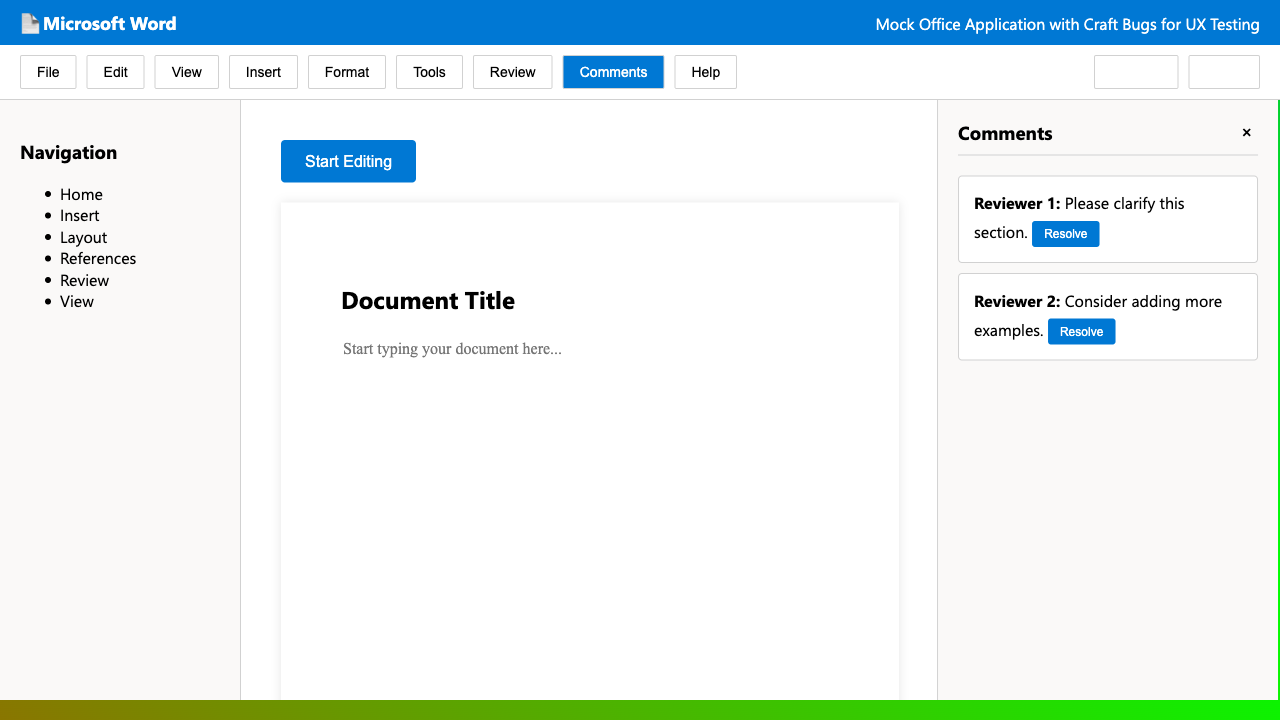 Microsoft Word
Mock Office Application with Craft Bugs for UX Testing
File
Edit
View
Insert
Format
Tools
Review
Comments
Help
Navigation
Home
Insert
Layout
References
Review
View
Start Editing
Document Title
Start typing your document here...
Comments
×
Reviewer 1: Please clarify this
section. Resolve
Reviewer 2: Consider adding more
examples. Resolve